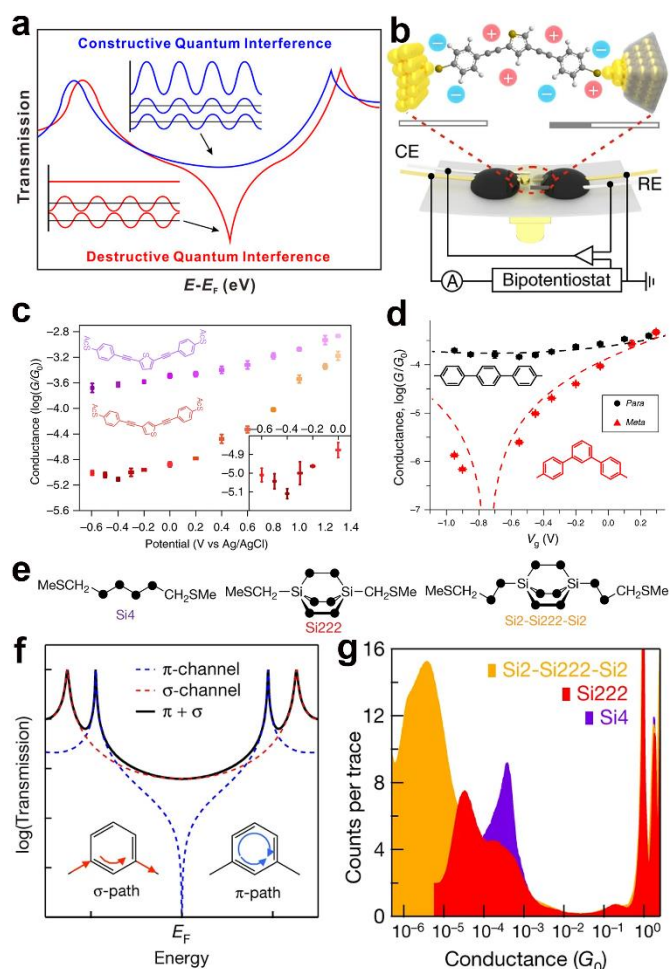 a
Constructive Quantum Interference
Transmission
Destructive Quantum Interference
E-EF (eV)
b
− + − +
+ − + −
CE
RE
A
Bipotentiostat
c
Conductance (log(G/G0))
−2.8
−3.2
−3.6
−4.0
−4.4
−4.8
−5.2
−5.6
AcS
S
AcS
AcS
S
AcS
−0.6 −0.4 −0.2 0.0
−5.0
−5.1
−0.6 −0.4 −0.2 0.0 0.2 0.4 0.6 0.8 1.0 1.2 1.4
Potential (V vs Ag/AgCl)
d
Conductance, log(G/G0)
-4
-5
-6
-7
Para
Meta
-1.0 -0.8 -0.6 -0.4 -0.2 0.0 0.2
Vg (V)
e
MeSCH2
CH2SMe
Si4
MeSCH2
Si
Si
CH2SMe
Si222
MeSCH2
Si
Si
CH2SMe
Si2-Si222-Si2
f
log(Transmission)
π-channel
σ-channel
π + σ
σ-path
π-path
EF
Energy
g
Counts per trace
16
12
8
4
0
Si2-Si222-Si2
Si222
Si4
10−6 10−5 10−4 10−3 10−2 10−1 100
Conductance (G0)